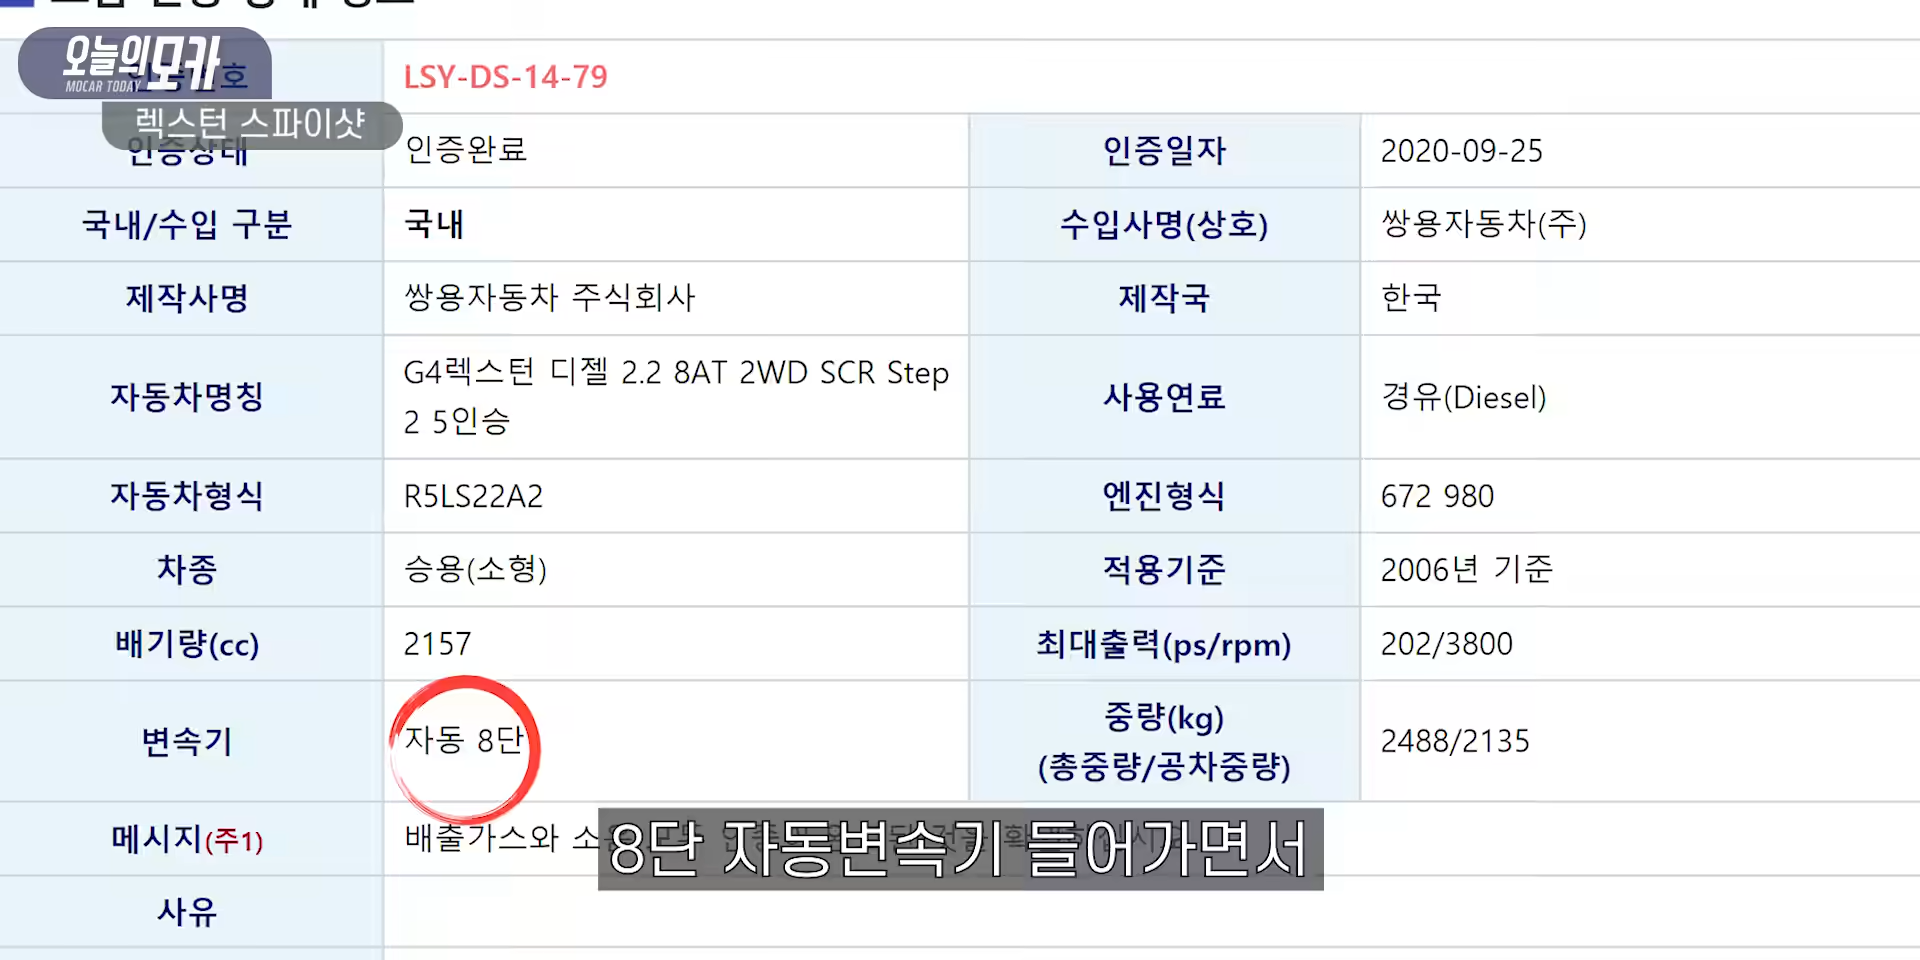 오늘의모카
MOCAR TODAY
렉스턴 스파이샷
LSY-DS-14-79
인증상태 인증완료 인증일자 2020-09-25
국내/수입 구분 국내 수입사명(상호) 쌍용자동차(주)
제작사명 쌍용자동차 주식회사 제작국 한국
자동차명칭 G4렉스턴 디젤 2.2 8AT 2WD SCR Step
2 5인승
사용연료 경유(Diesel)
자동차형식 R5LS22A2 엔진형식 672 980
차종 승용(소형) 적용기준 2006년 기준
배기량(cc) 2157 최대출력(ps/rpm) 202/3800
변속기 자동 8단 중량(kg)
(총중량/공차중량) 2488/2135
메시지(주1) 배출가스와
8단 자동변속기 들어가면서
사유